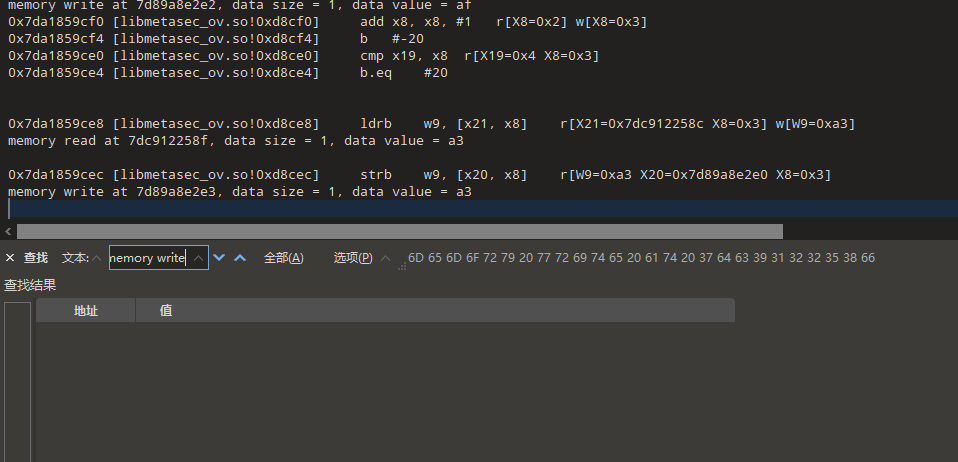 memory write at 7d89a8e2e2, data size = 1, data value = af
0x7da1859cf0 [libmetasec_ov.so!0xd8cf0] add x8, x8, #1 r[X8=0x2] w[X8=0x3]
0x7da1859cf4 [libmetasec_ov.so!0xd8cf4] b #-20
0x7da1859ce0 [libmetasec_ov.so!0xd8ce0] cmp x19, x8 r[X19=0x4 X8=0x3]
0x7da1859ce4 [libmetasec_ov.so!0xd8ce4] b.eq #20
0x7da1859ce8 [libmetasec_ov.so!0xd8ce8] ldrb w9, [x21, x8] r[X21=0x7dc912258c X8=0x3] w[W9=0xa3]
memory read at 7dc912258f, data size = 1, data value = a3
0x7da1859cec [libmetasec_ov.so!0xd8cec] strb w9, [x20, x8] r[W9=0xa3 X20=0x7d89a8e2e0 X8=0x3]
memory write at 7d89a8e2e3, data size = 1, data value = a3
查找 文本: memory write 全部(A) 选项(P) 6D 65 6D 6F 72 79 20 77 72 69 74 65 20 61 74 20 37 64 63 39 31 32 32 35 38 66
查找结果
地址 值